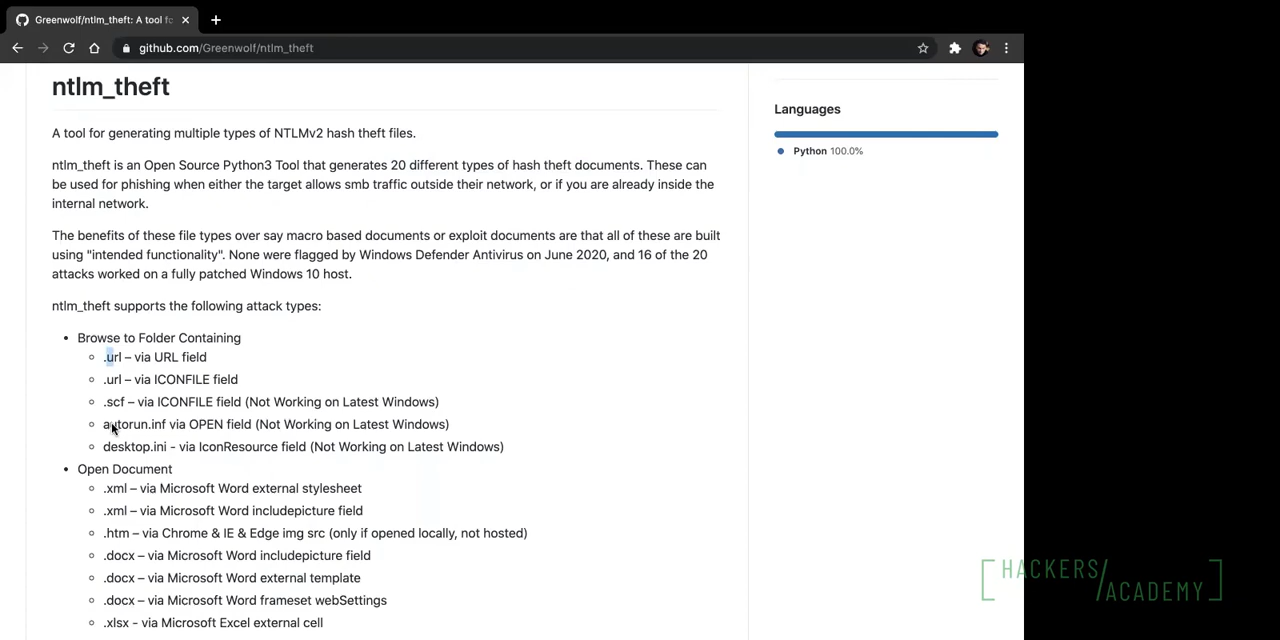 Greenwolf/ntlm_theft: A tool fo
github.com/Greenwolf/ntlm_theft
ntlm_theft
A tool for generating multiple types of NTLMv2 hash theft files.
ntlm_theft is an Open Source Python3 Tool that generates 20 different types of hash theft documents. These can
be used for phishing when either the target allows smb traffic outside their network, or if you are already inside the
internal network.
The benefits of these file types over say macro based documents or exploit documents are that all of these are built
using "intended functionality". None were flagged by Windows Defender Antivirus on June 2020, and 16 of the 20
attacks worked on a fully patched Windows 10 host.
ntlm_theft supports the following attack types:
• Browse to Folder Containing
◦ .url – via URL field
◦ .url – via ICONFILE field
◦ .scf – via ICONFILE field (Not Working on Latest Windows)
◦ autorun.inf via OPEN field (Not Working on Latest Windows)
◦ desktop.ini - via IconResource field (Not Working on Latest Windows)
• Open Document
◦ .xml – via Microsoft Word external stylesheet
◦ .xml – via Microsoft Word includepicture field
◦ .htm – via Chrome & IE & Edge img src (only if opened locally, not hosted)
◦ .docx – via Microsoft Word includepicture field
◦ .docx – via Microsoft Word external template
◦ .docx – via Microsoft Word frameset webSettings
◦ .xlsx - via Microsoft Excel external cell
Languages
Python 100.0%
[HACKERS/
ACADEMY]